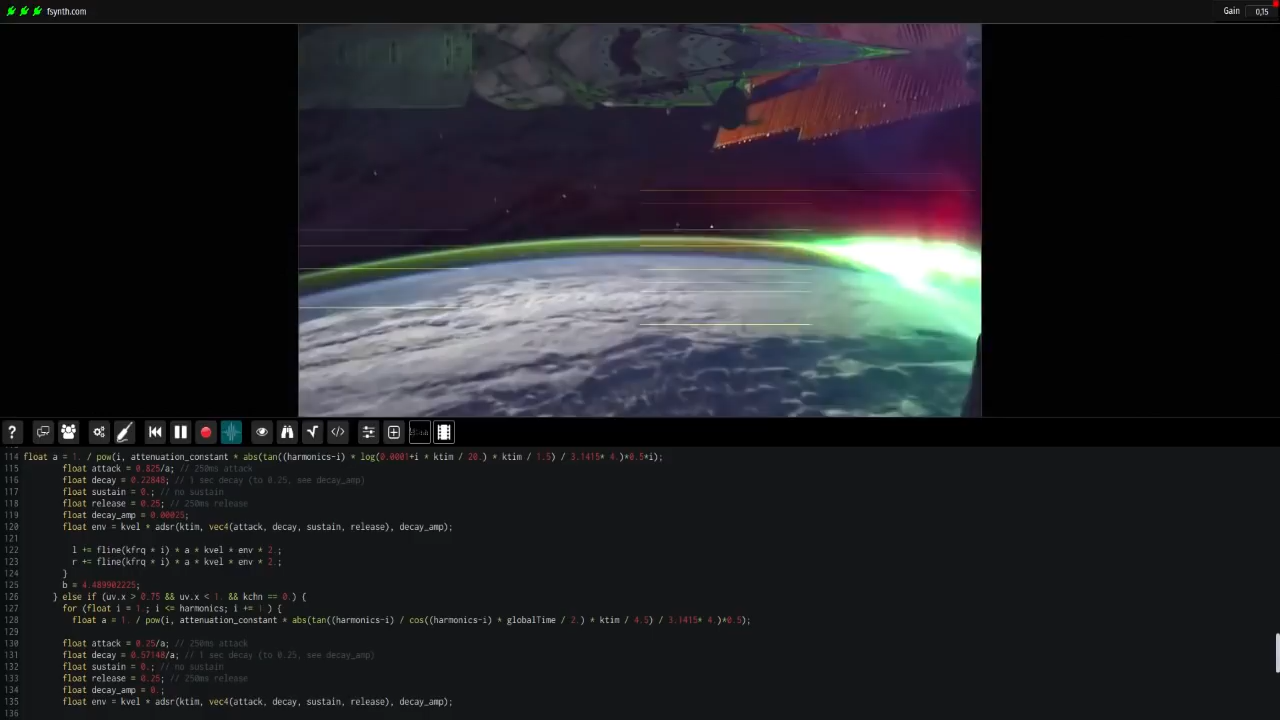 fsynth.com
Gain 0,15
114 float a = 1. / pow(i, attenuation_constant * abs(tan((harmonics-i) * log(0.0001+i * ktim / 20.) * ktim / 1.5) / 3.1415* 4.)*0.5*i);
115 float attack = 0.825/a; // 250ms attack
116 float decay = 0.22848; // 1 sec decay (to 0.25, see decay_amp)
117 float sustain = 0.; // no sustain
118 float release = 0.25; // 250ms release
119 float decay_amp = 0.00025;
120 float env = kvel * adsr(ktim, vec4(attack, decay, sustain, release), decay_amp);
121
122 l += fline(kfrq * i) * a * kvel * env * 2.;
123 r += fline(kfrq * i) * a * kvel * env * 2.;
124 }
125 b = 4.489902225;
126 } else if (uv.x > 0.75 && uv.x < 1. && kchn == 0.) {
127 for (float i = 1.; i <= harmonics; i += 1.) {
128 float a = 1. / pow(i, attenuation_constant * abs(tan((harmonics-i) / cos((harmonics-i) * globalTime / 2.) * ktim / 4.5) / 3.1415* 4.)*0.5);
129
130 float attack = 0.25/a; // 250ms attack
131 float decay = 0.57148/a; // 1 sec decay (to 0.25, see decay_amp)
132 float sustain = 0.; // no sustain
133 float release = 0.25; // 250ms release
134 float decay_amp = 0.;
135 float env = kvel * adsr(ktim, vec4(attack, decay, sustain, release), decay_amp);
136